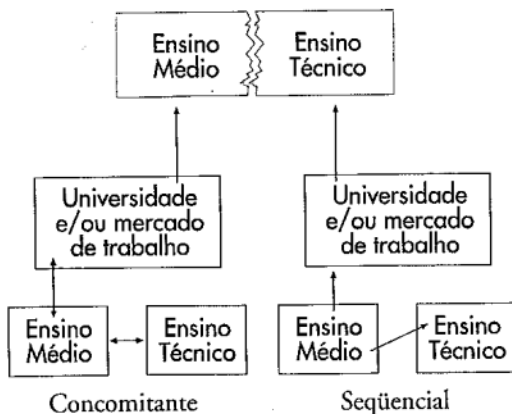 Ensino
Médio
Ensino
Técnico
Universidade
e/ou mercado
de trabalho
Universidade
e/ou mercado
de trabalho
Ensino
Médio
Ensino
Técnico
Ensino
Médio
Ensino
Técnico
Concomitante
Seqüencial